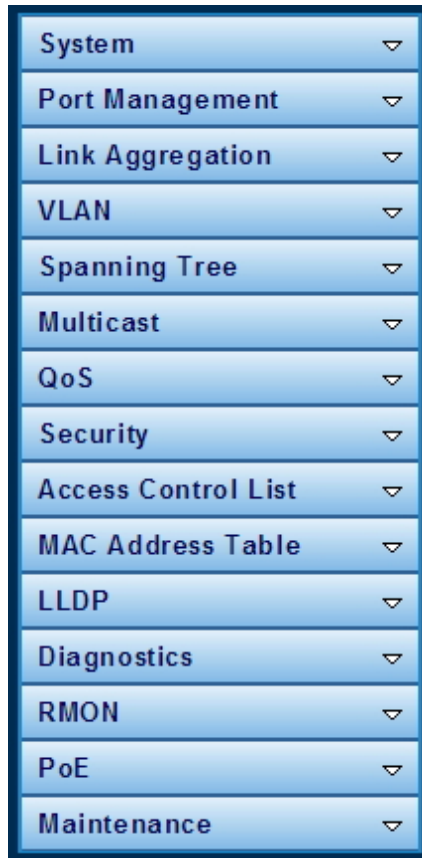 System
Port Management
Link Aggregation
VLAN
Spanning Tree
Multicast
QoS
Security
Access Control List
MAC Address Table
LLDP
Diagnostics
RMON
PoE
Maintenance